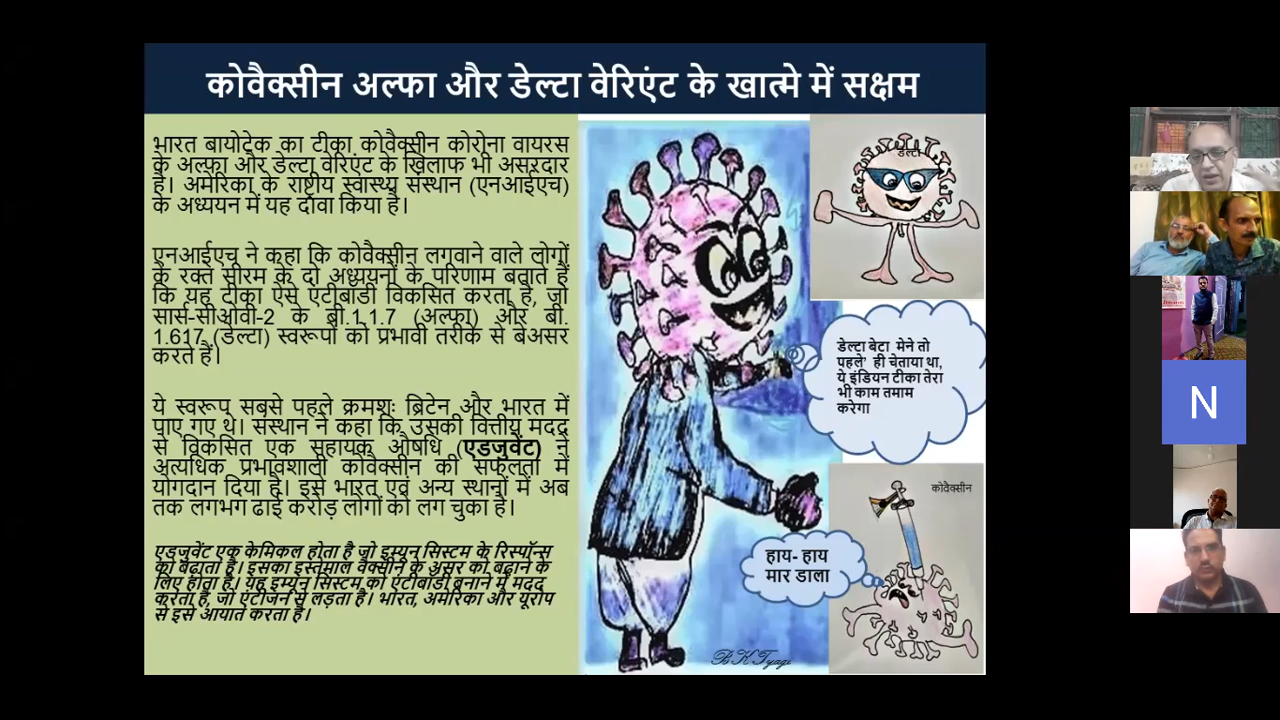 कोवैक्सीन अल्फा और डेल्टा वेरिएंट के खात्मे में सक्षम
भारत बायोटेक का टीका कोवैक्सीन कोरोना वायरस
के अल्फा और डेल्टा वेरिएंट के खिलाफ भी असरदार
है। अमेरिका के राष्ट्रीय स्वास्थ्य संस्थान (एनआईएच)
के अध्ययन में यह दावा किया है।
एनआईएच ने कहा कि कोवैक्सीन लगवाने वाले लोगों
के रक्त सीरम के दो अध्ययनों के परिणाम बताते हैं
कि यह टीका ऐसे एंटीबॉडी विकसित करता है, जो
सार्स-सीओवी-2 के बी.1.1.7 (अल्फा) और बी.
1.617 (डेल्टा) स्वरूपों को प्रभावी तरीके से बेअसर
करते हैं।
ये स्वरूप सबसे पहले क्रमशः ब्रिटेन और भारत में
पाए गए थे। संस्थान ने कहा कि उसकी वित्तीय मदद
से विकसित एक सहायक औषधि (एडजुवेंट) ने
अत्यधिक प्रभावशाली कोवैक्सीन की सफलता में
योगदान दिया है। इसे भारत एवं अन्य स्थानों में अब
तक लगभग ढाई करोड़ लोगों को लग चुका है।
एडजुवेंट एक केमिकल होता है जो इम्यून सिस्टम के रिस्पॉन्स
को बढाता है। इसका इस्तेमाल वैक्सीन के असर को बढ़ाने के
लिए होता है। यह इम्यून सिस्टम को एंटीबॉडी बनाने में मदद
करता है, जो एंटीजन से लड़ता है। भारत, अमेरिका और यूरोप
से इसे आयात करता है।
डेल्टा
डेल्टा बेटा मेने तो
पहले' ही चेताया था,
ये इंडियन टीका तेरा
भी काम तमाम
करेगा
कोवैक्सीन
हाय- हाय
मार डाला
B K Tyagi
N